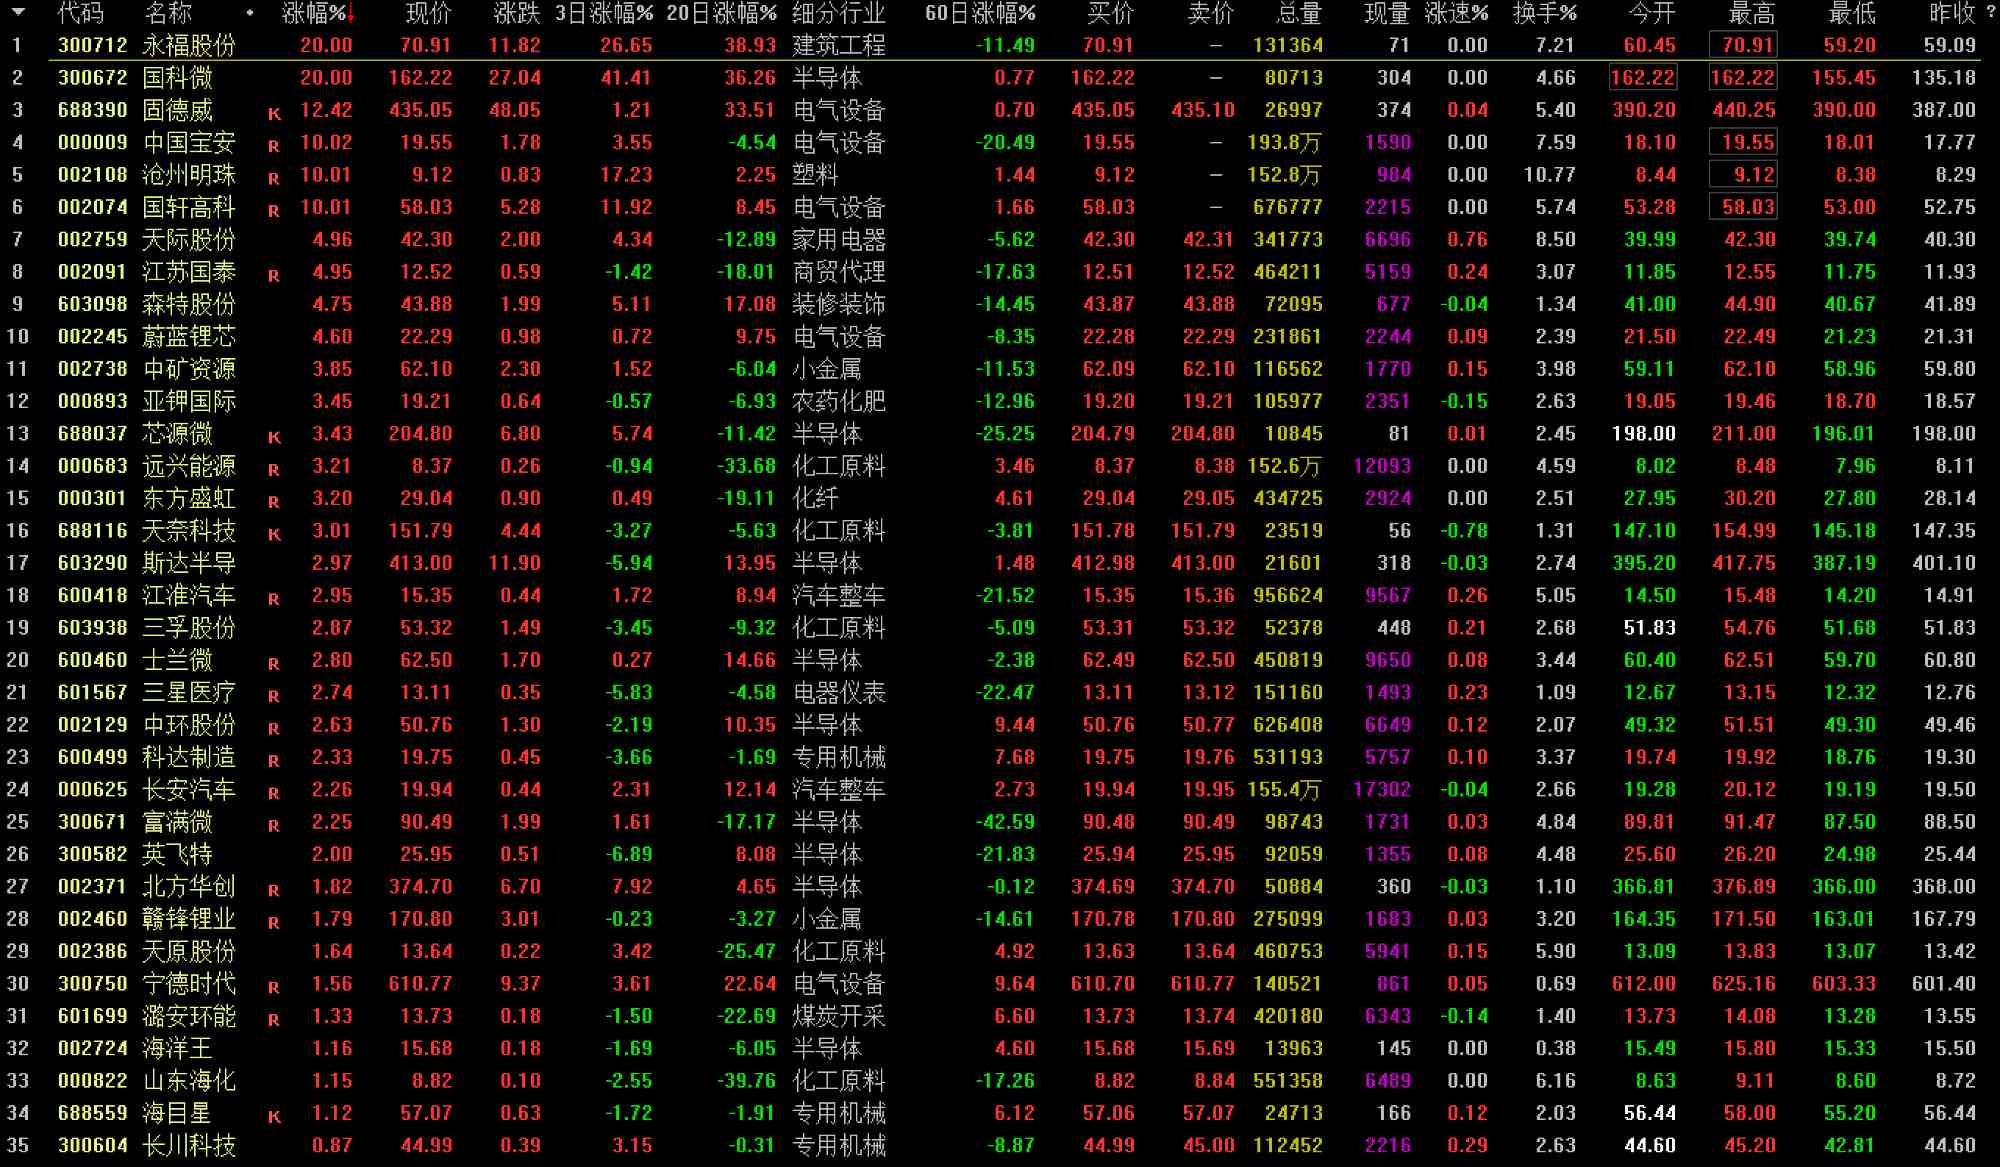 代码 名称 • 涨幅%↓ 现价 涨跌 3日涨幅% 20日涨幅% 细分行业 60日涨幅% 买价 卖价 总量 现量 涨速% 换手% 今开 最高 最低 昨收 ?
1 300712 永福股份 20.00 70.91 11.82 26.65 38.93 建筑工程 -11.49 70.91 – 131364 71 0.00 7.21 60.45 70.91 59.20 59.09
2 300672 国科微 20.00 162.22 27.04 41.41 36.26 半导体 0.77 162.22 – 80713 304 0.00 4.66 162.22 162.22 155.45 135.18
3 688390 固德威 K 12.42 435.05 48.05 1.21 33.51 电气设备 0.70 435.05 435.10 26997 374 0.04 5.40 390.20 440.25 390.00 387.00
4 000009 中国宝安 R 10.02 19.55 1.78 3.55 -4.54 电气设备 -20.49 19.55 – 193.8万 1590 0.00 7.59 18.10 19.55 18.01 17.77
5 002108 沧州明珠 R 10.01 9.12 0.83 17.23 2.25 塑料 1.44 9.12 – 152.8万 984 0.00 10.77 8.44 9.12 8.38 8.29
6 002074 国轩高科 R 10.01 58.03 5.28 11.92 8.45 电气设备 1.66 58.03 – 676777 2215 0.00 5.74 53.28 58.03 53.00 52.75
7 002759 天际股份 4.96 42.30 2.00 4.34 -12.89 家用电器 -5.62 42.30 42.31 341773 6696 0.76 8.50 39.99 42.30 39.74 40.30
8 002091 江苏国泰 R 4.95 12.52 0.59 -1.42 -18.01 商贸代理 -17.63 12.51 12.52 464211 5159 0.24 3.07 11.85 12.55 11.75 11.93
9 603098 森特股份 4.75 43.88 1.99 5.11 17.08 装修装饰 -14.45 43.87 43.88 72095 677 -0.04 1.34 41.00 44.90 40.67 41.89
10 002245 蔚蓝锂芯 4.60 22.29 0.98 0.72 9.75 电气设备 -8.35 22.28 22.29 231861 2244 0.09 2.39 21.50 22.49 21.23 21.31
11 002738 中矿资源 3.85 62.10 2.30 1.52 -6.04 小金属 -11.53 62.09 62.10 116562 1770 0.15 3.98 59.11 62.10 58.96 59.80
12 000893 亚钾国际 3.45 19.21 0.64 -0.57 -6.93 农药化肥 -12.96 19.20 19.21 105977 2351 -0.15 2.63 19.05 19.46 18.70 18.57
13 688037 芯源微 K 3.43 204.80 6.80 5.74 -11.42 半导体 -25.25 204.79 204.80 10845 81 0.01 2.45 198.00 211.00 196.01 198.00
14 000683 远兴能源 R 3.21 8.37 0.26 -0.94 -33.68 化工原料 3.46 8.37 8.38 152.6万 12093 0.00 4.59 8.02 8.48 7.96 8.11
15 000301 东方盛虹 R 3.20 29.04 0.90 0.49 -19.11 化纤 4.61 29.04 29.05 434725 2924 0.00 2.51 27.95 30.20 27.80 28.14
16 688116 天奈科技 K 3.01 151.79 4.44 -3.27 -5.63 化工原料 -3.81 151.78 151.79 23519 56 -0.78 1.31 147.10 154.99 145.18 147.35
17 603290 斯达半导 2.97 413.00 11.90 -5.94 13.95 半导体 1.48 412.98 413.00 21601 318 -0.03 2.74 395.20 417.75 387.19 401.10
18 600418 江淮汽车 R 2.95 15.35 0.44 1.72 8.94 汽车整车 -21.52 15.35 15.36 956624 9567 0.26 5.05 14.50 15.48 14.20 14.91
19 603938 三孚股份 2.87 53.32 1.49 -3.45 -9.32 化工原料 -5.09 53.31 53.32 52378 448 0.21 2.68 51.83 54.76 51.68 51.83
20 600460 士兰微 R 2.80 62.50 1.70 0.27 14.66 半导体 -2.38 62.49 62.50 450819 9650 0.08 3.44 60.40 62.51 59.70 60.80
21 601567 三星医疗 R 2.74 13.11 0.35 -5.83 -4.58 电器仪表 -22.47 13.11 13.12 151160 1493 0.23 1.09 12.67 13.15 12.32 12.76
22 002129 中环股份 R 2.63 50.76 1.30 -2.19 10.35 半导体 9.44 50.76 50.77 626408 6649 0.12 2.07 49.32 51.51 49.30 49.46
23 600499 科达制造 R 2.33 19.75 0.45 -3.66 -1.69 专用机械 7.68 19.75 19.76 531193 5757 0.10 3.37 19.74 19.92 18.76 19.30
24 000625 长安汽车 R 2.26 19.94 0.44 2.31 12.14 汽车整车 2.73 19.94 19.95 155.4万 17302 -0.04 2.66 19.28 20.12 19.19 19.50
25 300671 富满微 R 2.25 90.49 1.99 1.61 -17.17 半导体 -42.59 90.48 90.49 98743 1731 0.03 4.84 89.81 91.47 87.50 88.50
26 300582 英飞特 2.00 25.95 0.51 -6.89 8.08 半导体 -21.83 25.94 25.95 92059 1355 0.08 4.48 25.60 26.20 24.98 25.44
27 002371 北方华创 R 1.82 374.70 6.70 7.92 4.65 半导体 -0.12 374.69 374.70 50884 360 -0.03 1.10 366.81 376.89 366.00 368.00
28 002460 赣锋锂业 R 1.79 170.80 3.01 -0.23 -3.27 小金属 -14.61 170.78 170.80 275099 1683 0.03 3.20 164.35 171.50 163.01 167.79
29 002386 天原股份 1.64 13.64 0.22 3.42 -25.47 化工原料 4.92 13.63 13.64 460753 5941 0.15 5.90 13.09 13.83 13.07 13.42
30 300750 宁德时代 R 1.56 610.77 9.37 3.61 22.64 电气设备 9.64 610.70 610.77 140521 861 0.05 0.69 612.00 625.16 603.33 601.40
31 601699 潞安环能 R 1.33 13.73 0.18 -1.50 -22.69 煤炭开采 6.60 13.73 13.74 420180 6343 -0.14 1.40 13.73 14.08 13.28 13.55
32 002724 海洋王 1.16 15.68 0.18 -1.69 -6.05 半导体 4.60 15.68 15.69 13963 145 0.00 0.38 15.49 15.80 15.33 15.50
33 000822 山东海化 1.15 8.82 0.10 -2.55 -39.76 化工原料 -17.26 8.82 8.84 551358 6489 0.00 6.16 8.63 9.11 8.60 8.72
34 688559 海目星 K 1.12 57.07 0.63 -1.72 -1.91 专用机械 6.12 57.06 57.07 24713 166 0.12 2.03 56.44 58.00 55.20 56.44
35 300604 长川科技 0.87 44.99 0.39 3.15 -0.31 专用机械 -8.87 44.99 45.00 112452 2216 0.29 2.63 44.60 45.20 42.81 44.60